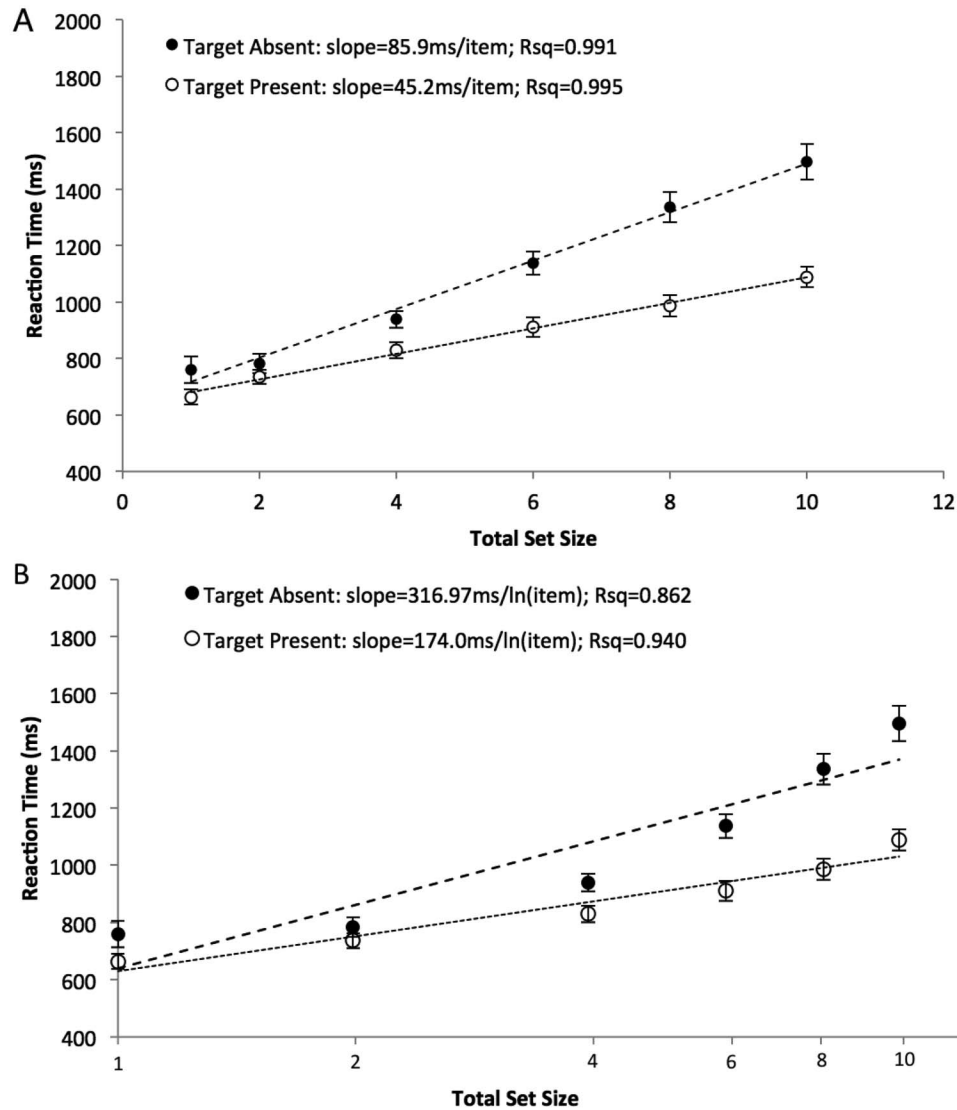 A
2000
1800
1600
1400
1200
1000
800
600
400
Reaction Time (ms)
Target Absent: slope=85.9ms/item; Rsq=0.991
Target Present: slope=45.2ms/item; Rsq=0.995
0 2 4 6 8 10 12
Total Set Size
B
2000
1800
1600
1400
1200
1000
800
600
400
Reaction Time (ms)
Target Absent: slope=316.97ms/ln(item); Rsq=0.862
Target Present: slope=174.0ms/ln(item); Rsq=0.940
1 2 4 6 8 10
Total Set Size